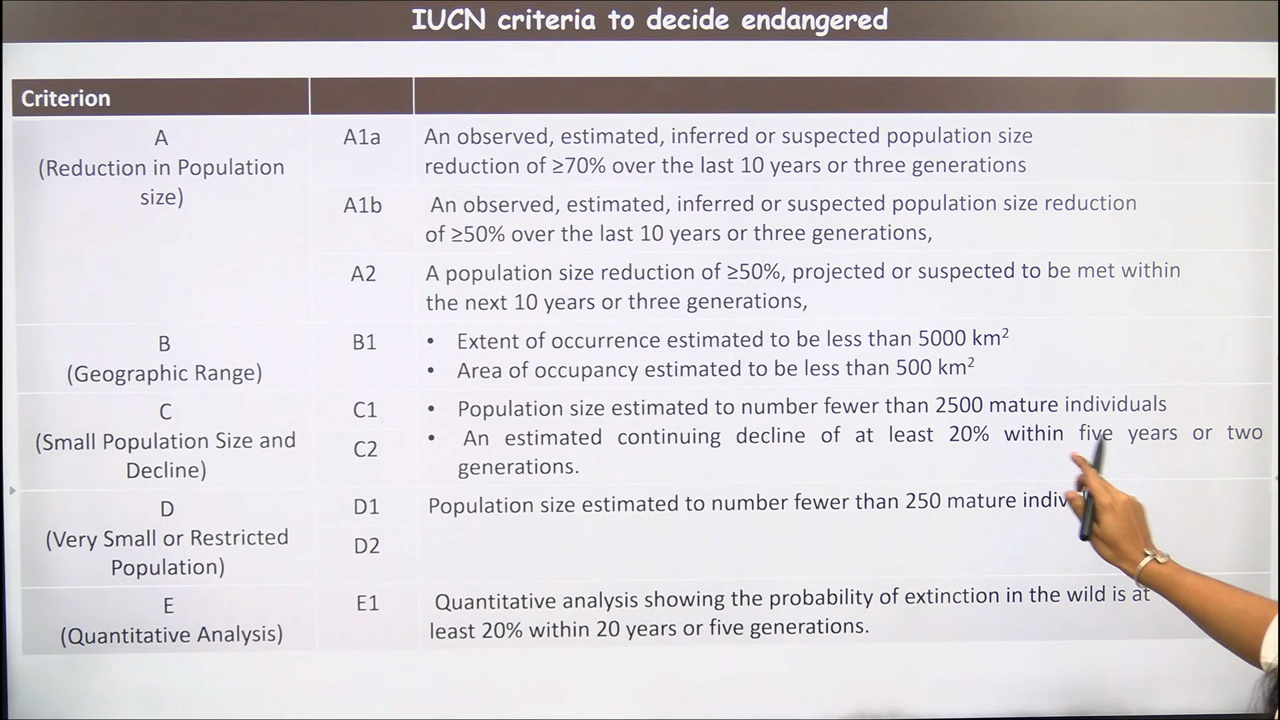 IUCN criteria to decide endangered
Criterion
A
(Reduction in Population
size)
A1a
An observed, estimated, inferred or suspected population size
reduction of ≥70% over the last 10 years or three generations
A1b
An observed, estimated, inferred or suspected population size reduction
of ≥50% over the last 10 years or three generations,
A2
A population size reduction of ≥50%, projected or suspected to be met within
the next 10 years or three generations,
B
(Geographic Range)
B1
• Extent of occurrence estimated to be less than 5000 km²
• Area of occupancy estimated to be less than 500 km²
C
(Small Population Size and
Decline)
C1
C2
• Population size estimated to number fewer than 2500 mature individuals
• An estimated continuing decline of at least 20% within five years or two
generations.
D
(Very Small or Restricted
Population)
D1
D2
Population size estimated to number fewer than 250 mature
E
(Quantitative Analysis)
E1
Quantitative analysis showing the probability of extinction in the wild is at
least 20% within 20 years or five generations.